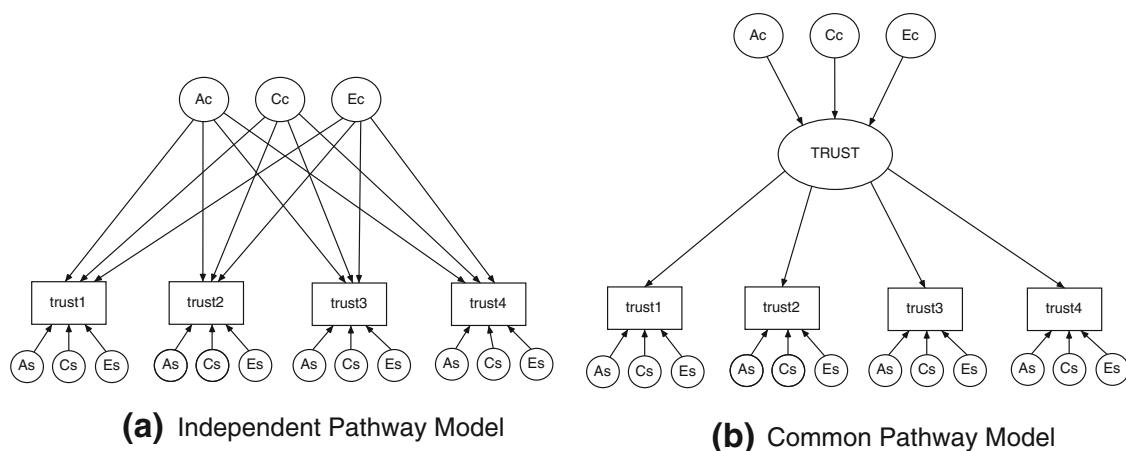 Ac Cc Ec
trust1 trust2 trust3 trust4
As Cs Es As Cs Es As Cs Es As Cs Es
(a) Independent Pathway Model
Ac Cc Ec
TRUST
trust1 trust2 trust3 trust4
As Cs Es As Cs Es As Cs Es As Cs Es
(b) Common Pathway Model